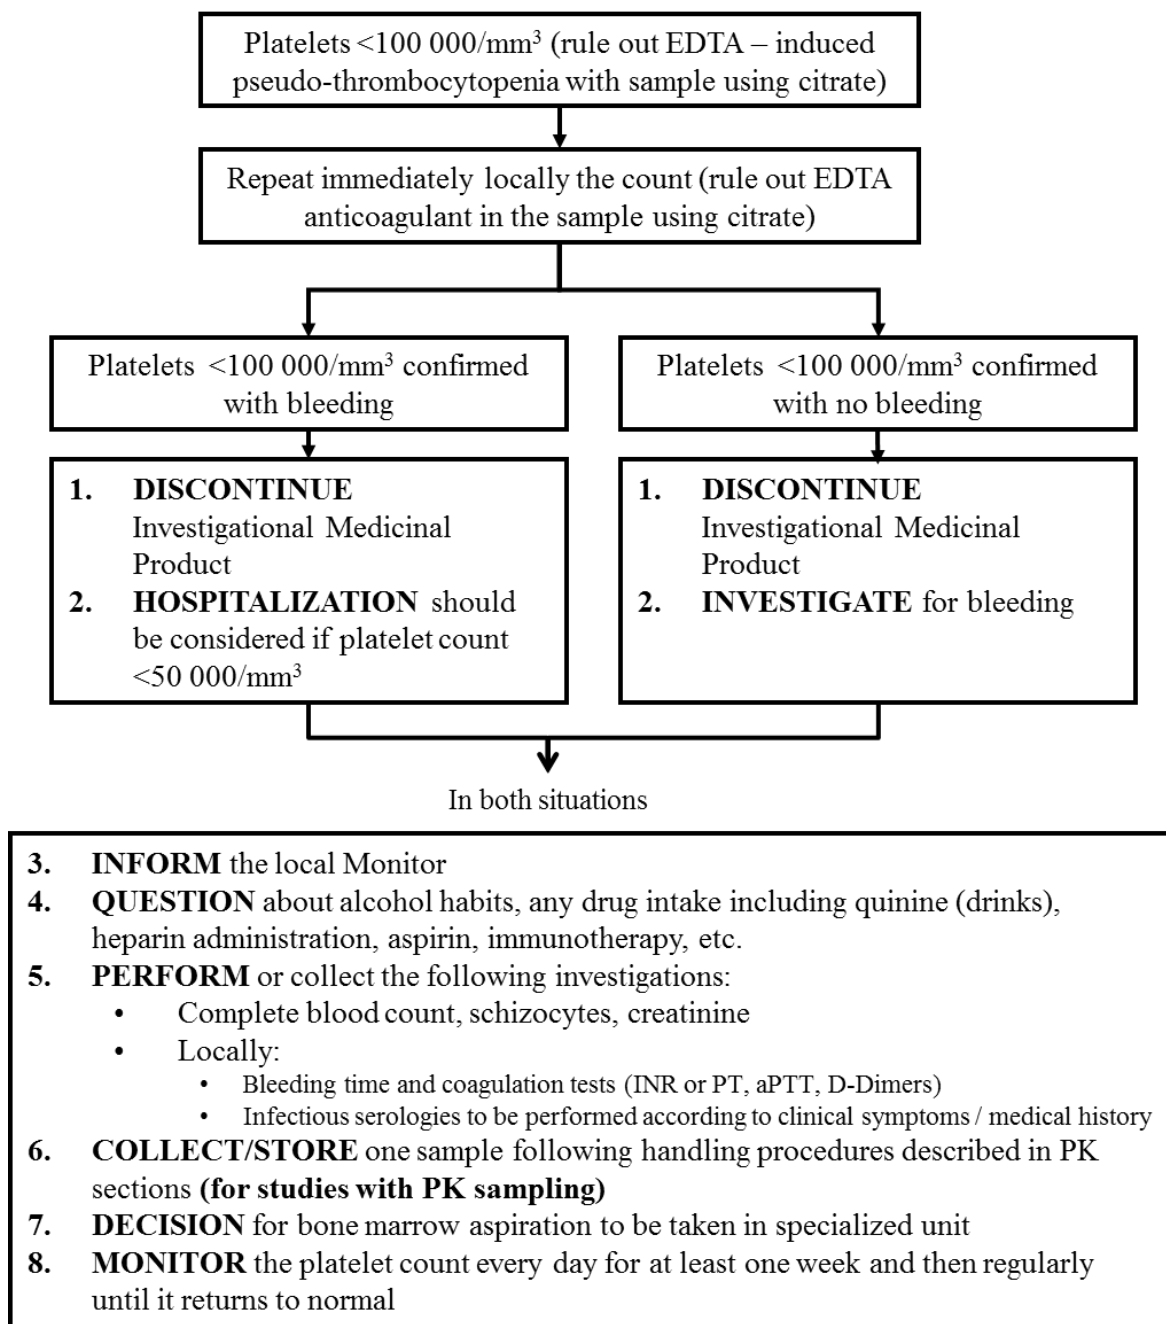 Platelets <100 000/mm³ (rule out EDTA – induced
pseudo-thrombocytopenia with sample using citrate)
Repeat immediately locally the count (rule out EDTA
anticoagulant in the sample using citrate)
Platelets <100 000/mm³ confirmed
with bleeding
Platelets <100 000/mm³ confirmed
with no bleeding
1. DISCONTINUE
Investigational Medicinal
Product
2. HOSPITALIZATION should
be considered if platelet count
<50 000/mm³
1. DISCONTINUE
Investigational Medicinal
Product
2. INVESTIGATE for bleeding
In both situations
3. INFORM the local Monitor
4. QUESTION about alcohol habits, any drug intake including quinine (drinks),
heparin administration, aspirin, immunotherapy, etc.
5. PERFORM or collect the following investigations:
• Complete blood count, schizocytes, creatinine
• Locally:
• Bleeding time and coagulation tests (INR or PT, aPTT, D-Dimers)
• Infectious serologies to be performed according to clinical symptoms / medical history
6. COLLECT/STORE one sample following handling procedures described in PK
sections (for studies with PK sampling)
7. DECISION for bone marrow aspiration to be taken in specialized unit
8. MONITOR the platelet count every day for at least one week and then regularly
until it returns to normal